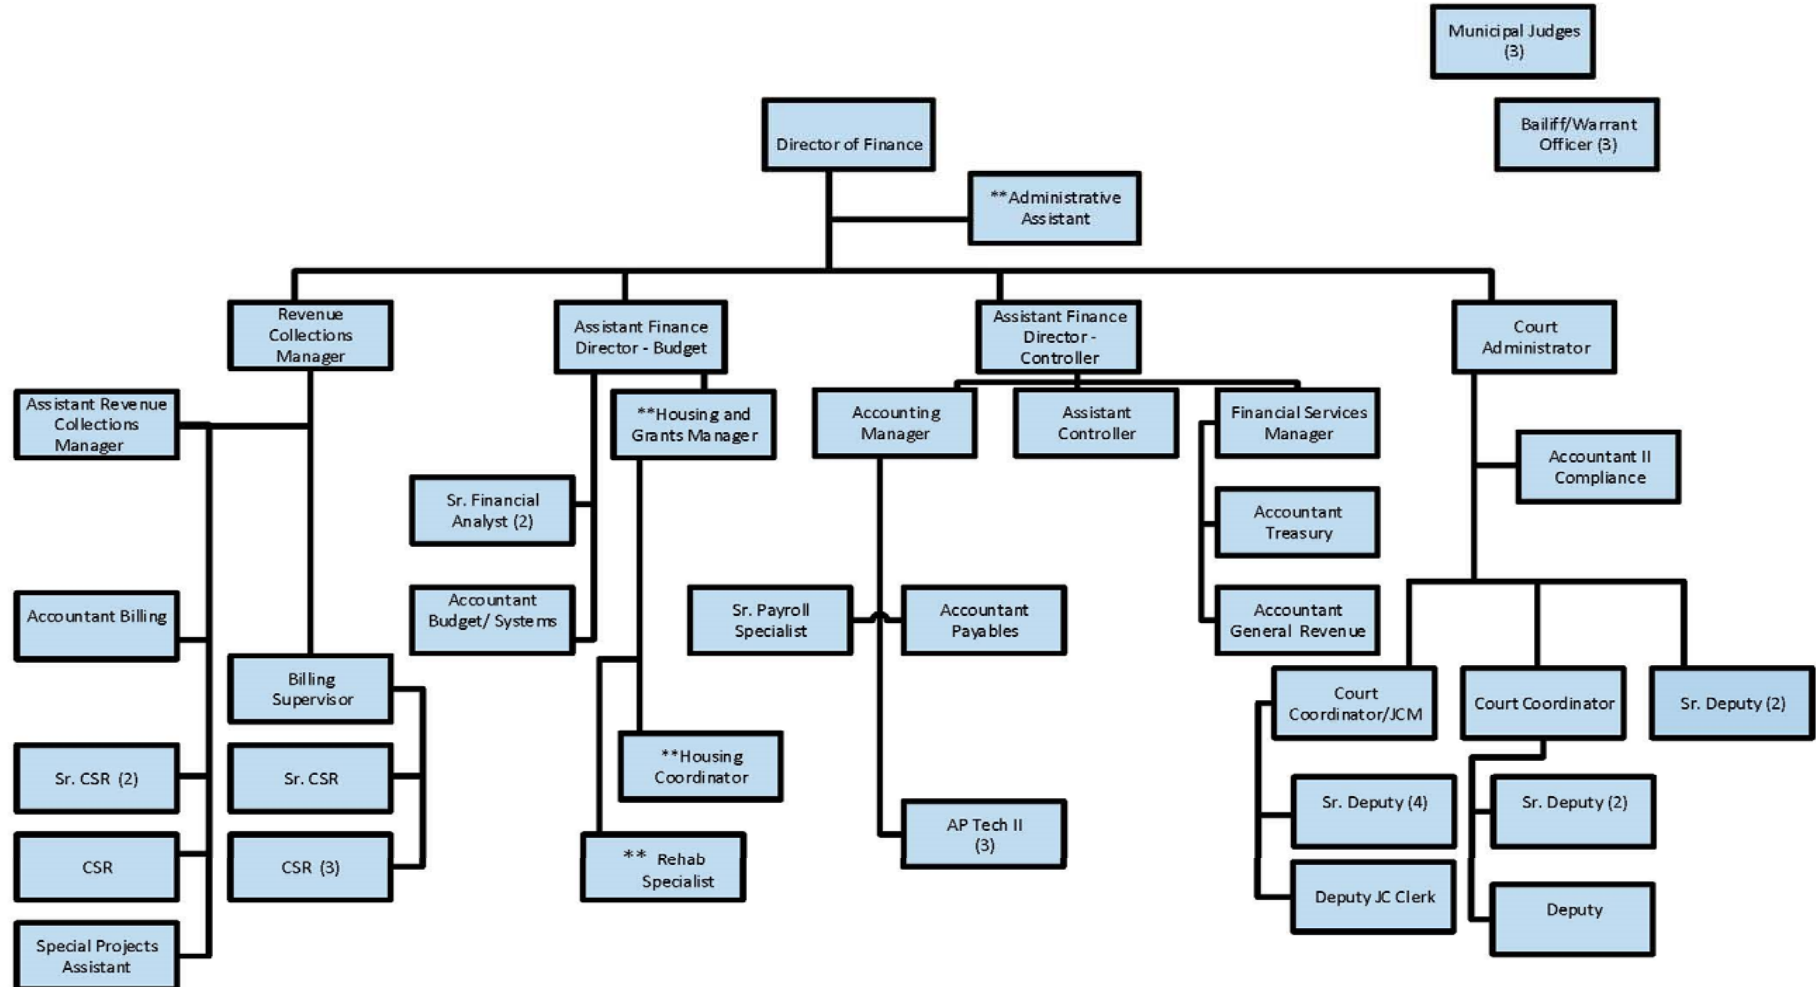 Municipal Judges
(3)
Bailiff/Warrant
Officer (3)
Director of Finance
**Administrative
Assistant
Revenue
Collections
Manager
Assistant Finance
Director - Budget
Assistant Finance
Director -
Controller
Court
Administrator
Assistant Revenue
Collections
Manager
**Housing and
Grants Manager
Accounting
Manager
Assistant
Controller
Financial Services
Manager
Accountant II
Compliance
Sr. Financial
Analyst (2)
Accountant
Treasury
Accountant Billing
Accountant
Budget/ Systems
Sr. Payroll
Specialist
Accountant
Payables
Accountant
General Revenue
Billing
Supervisor
Court
Coordinator/JCM
Court Coordinator
Sr. Deputy (2)
Sr. CSR (2)
Sr. CSR
**Housing
Coordinator
Sr. Deputy (4)
Sr. Deputy (2)
CSR
CSR (3)
** Rehab
Specialist
AP Tech II
(3)
Deputy JC Clerk
Deputy
Special Projects
Assistant